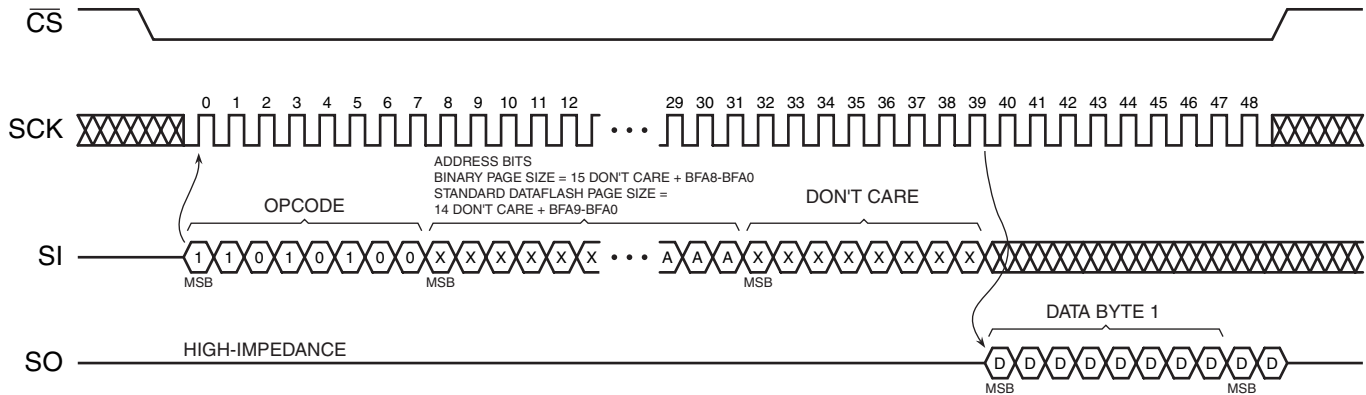 CS
SCK
0 1 2 3 4 5 6 7 8 9 10 11 12 • • • 29 30 31 32 33 34 35 36 37 38 39 40 41 42 43 44 45 46 47 48
ADDRESS BITS
BINARY PAGE SIZE = 15 DON'T CARE + BFA8-BFA0
STANDARD DATAFLASH PAGE SIZE =
14 DON'T CARE + BFA9-BFA0
OPCODE
DON'T CARE
SI
1 1 0 1 0 1 0 0 X X X X X X • • • A A A X X X X X X X X
MSB MSB MSB
DATA BYTE 1
SO
HIGH-IMPEDANCE
D D D D D D D D D D
MSB MSB